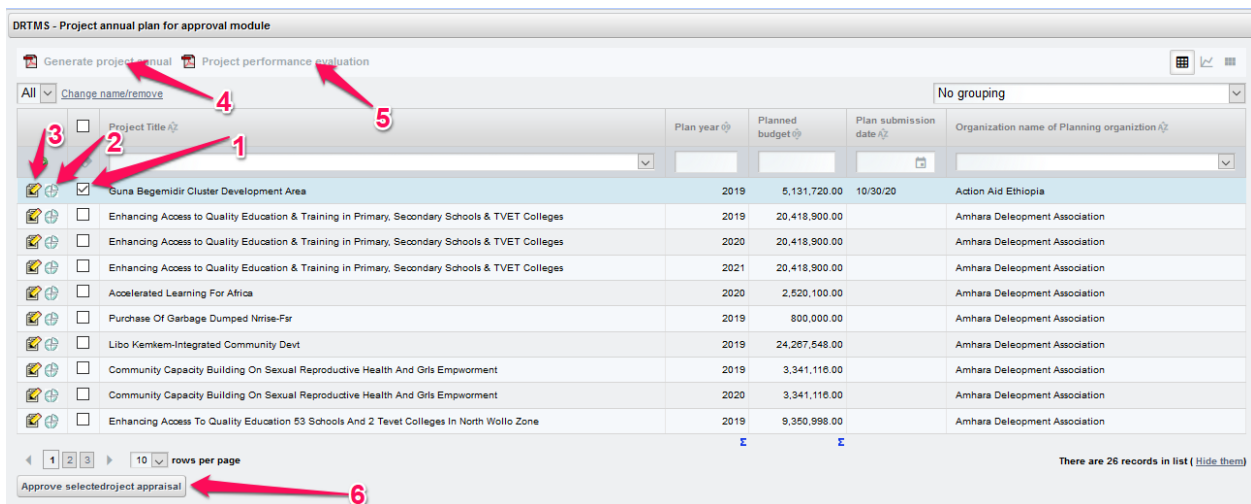 DRTMS - Project annual plan for approval module
Generate project annual Project performance evaluation
4 5
All Change name/remove No grouping
3 2 1
Project Title Plan year Planned budget Plan submission date Organization name of Planning organiztion
Guna Begemidir Cluster Development Area 2019 5,131,720.00 10/30/20 Action Aid Ethiopia
Enhancing Access to Quality Education & Training in Primary, Secondary Schools & TVET Colleges 2019 20,418,900.00 Amhara Deleopment Association
Enhancing Access to Quality Education & Training in Primary, Secondary Schools & TVET Colleges 2020 20,418,900.00 Amhara Deleopment Association
Enhancing Access to Quality Education & Training in Primary, Secondary Schools & TVET Colleges 2021 20,418,900.00 Amhara Deleopment Association
Accelerated Learning For Africa 2020 2,520,100.00 Amhara Deleopment Association
Purchase Of Garbage Dumped Nrrise-Fsr 2019 800,000.00 Amhara Deleopment Association
Libo Kemkem-Integrated Community Devt 2019 24,267,548.00 Amhara Deleopment Association
Community Capacity Building On Sexual Reproductive Health And Grls Empworment 2019 3,341,116.00 Amhara Deleopment Association
Community Capacity Building On Sexual Reproductive Health And Grls Empworment 2020 3,341,116.00 Amhara Deleopment Association
Enhancing Access To Quality Education 53 Schools And 2 Tevet Colleges In North Wollo Zone 2019 9,350,998.00 Amhara Deleopment Association
Σ Σ
1 2 3 10 rows per page There are 26 records in list ( Hide them)
Approve selectedroject appraisal 6